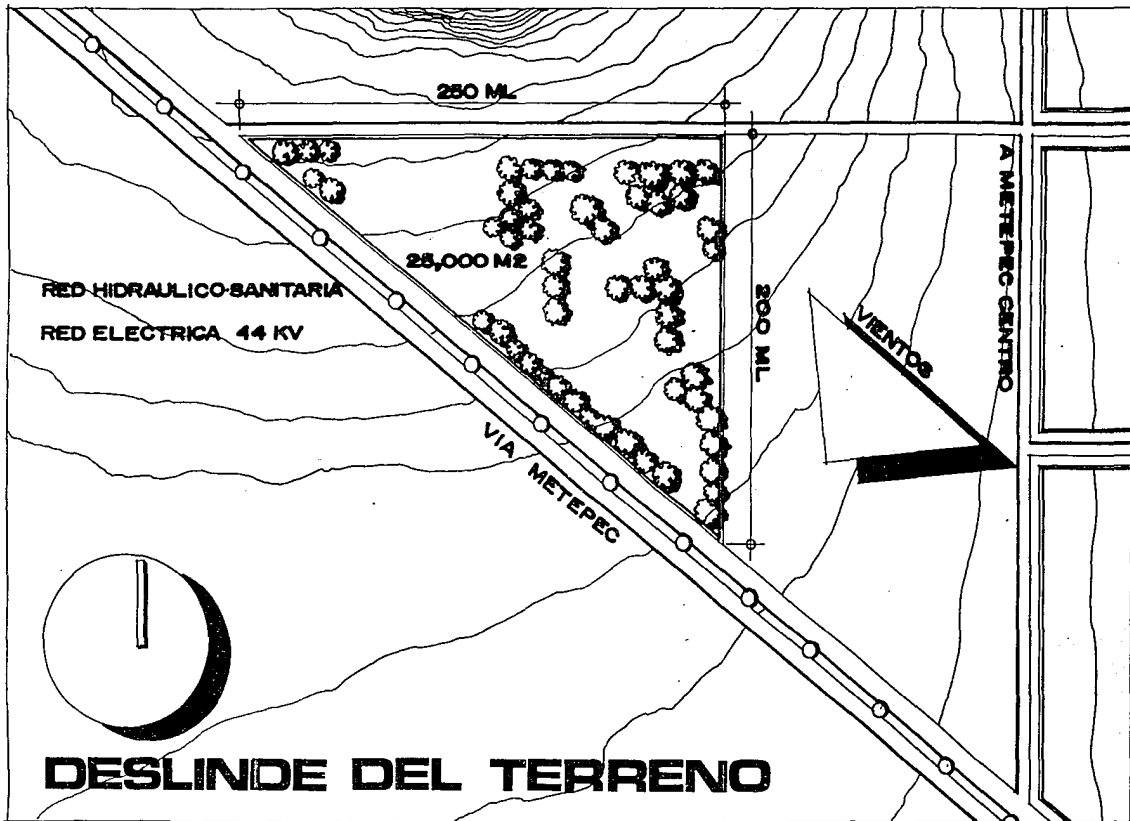 250 ML
A METEPEC CENTRO
25,000 M2
RED HIDRAULICO-SANITARIA
RED ELECTRICA 44 KV
200 ML
VIENTOS
VIA METEPEC
DESLINDE DEL TERRENO